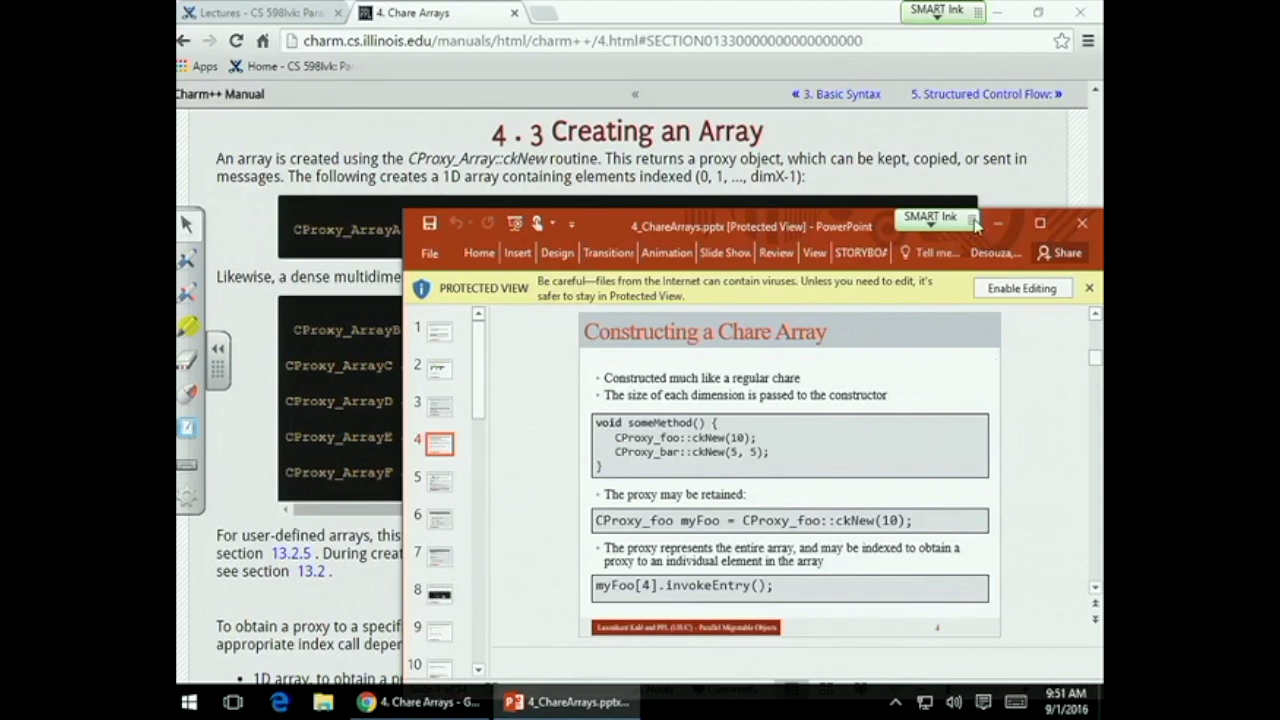 Lectures - CS 598lvk: Para
4. Chare Arrays
SMART Ink
charm.cs.illinois.edu/manuals/html/charm++/4.html#SECTION01330000000000000000
Apps
Home - CS 598lvk: Pa
Charm++ Manual
«
« 3. Basic Syntax
5. Structured Control Flow: »
4 . 3 Creating an Array
An array is created using the CProxy_Array::ckNew routine. This returns a proxy object, which can be kept, copied, or sent in
messages. The following creates a 1D array containing elements indexed (0, 1, ..., dimX-1):
CProxy_ArrayA
Likewise, a dense multidime
CProxy_ArrayB
CProxy_ArrayC
CProxy_ArrayD
CProxy_ArrayE
CProxy_ArrayF
For user-defined arrays, this
section 13.2.5 . During creat
see section 13.2 .
To obtain a proxy to a specif
appropriate index call deper
• 1D array, to obtain a p
4_ChareArrays.pptx [Protected View] - PowerPoint
SMART Ink
File Home Insert Design Transitions Animation Slide Show Review View STORYBOA Tell me... Desouza,... Share
PROTECTED VIEW
Be careful—files from the Internet can contain viruses. Unless you need to edit, it's
safer to stay in Protected View.
Enable Editing
1
2
3
4
5
6
7
8
9
10
Constructing a Chare Array
• Constructed much like a regular chare
• The size of each dimension is passed to the constructor
void someMethod() {
CProxy_foo::ckNew(10);
CProxy_bar::ckNew(5, 5);
}
• The proxy may be retained:
CProxy_foo myFoo = CProxy_foo::ckNew(10);
• The proxy represents the entire array, and may be indexed to obtain a
proxy to an individual element in the array
myFoo[4].invokeEntry();
Laxmikant Kalé and PPL (UIUC) – Parallel Migratable Objects
4
4. Chare Arrays - G...
4_ChareArrays.pptx...
9:51 AM
9/1/2016